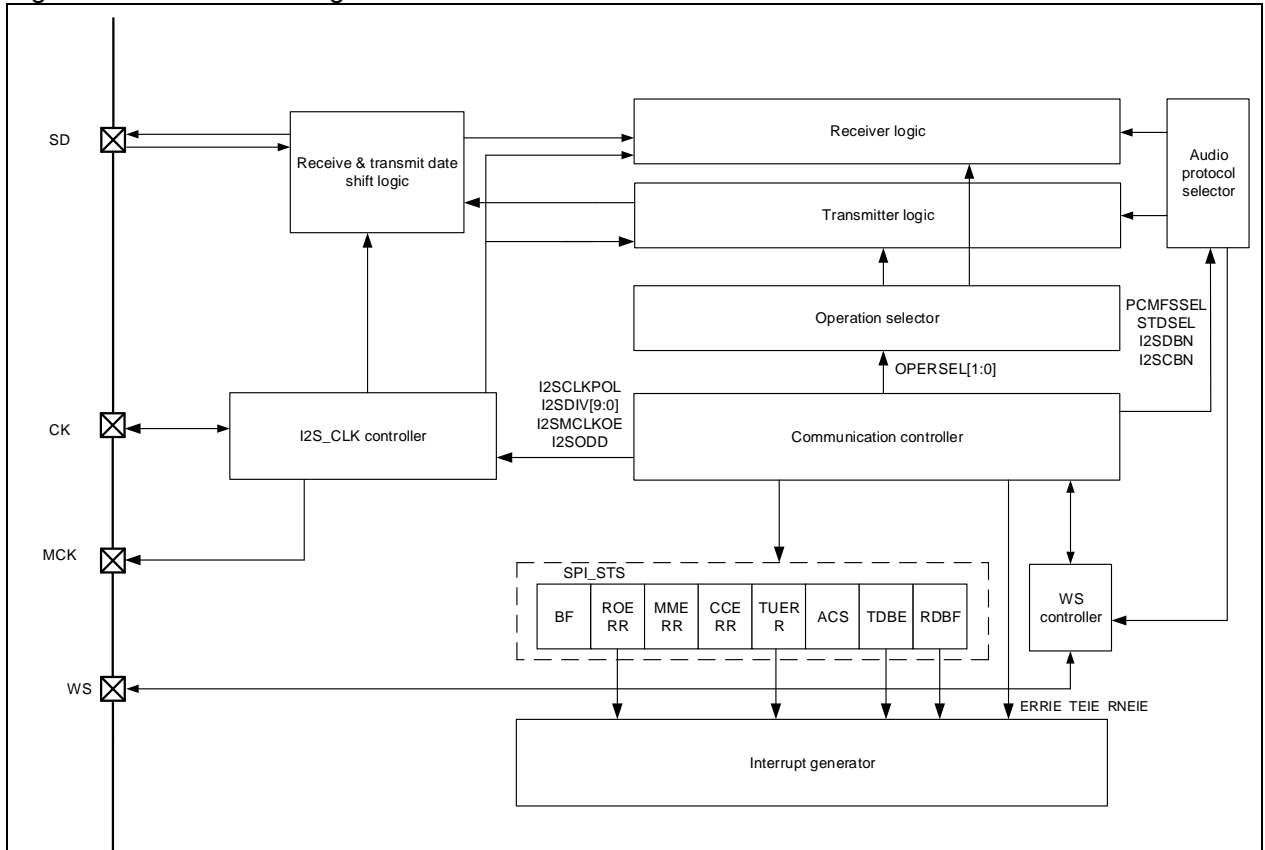 SD
Receive & transmit date
shift logic
Receiver logic
Audio
protocol
selector
Transmitter logic
Operation selector
PCMFSSEL
STDSEL
I2SDBN
I2SCBN
OPERSEL[1:0]
I2SCLKPOL
I2SDIV[9:0]
I2SMCLKOE
I2SODD
CK
I2S_CLK controller
Communication controller
MCK
SPI_STS
BF
ROE
RR
MME
RR
CCE
RR
TUER
R
ACS
TDBE
RDBF
WS
controller
WS
ERRIE TEIE RNEIE
Interrupt generator